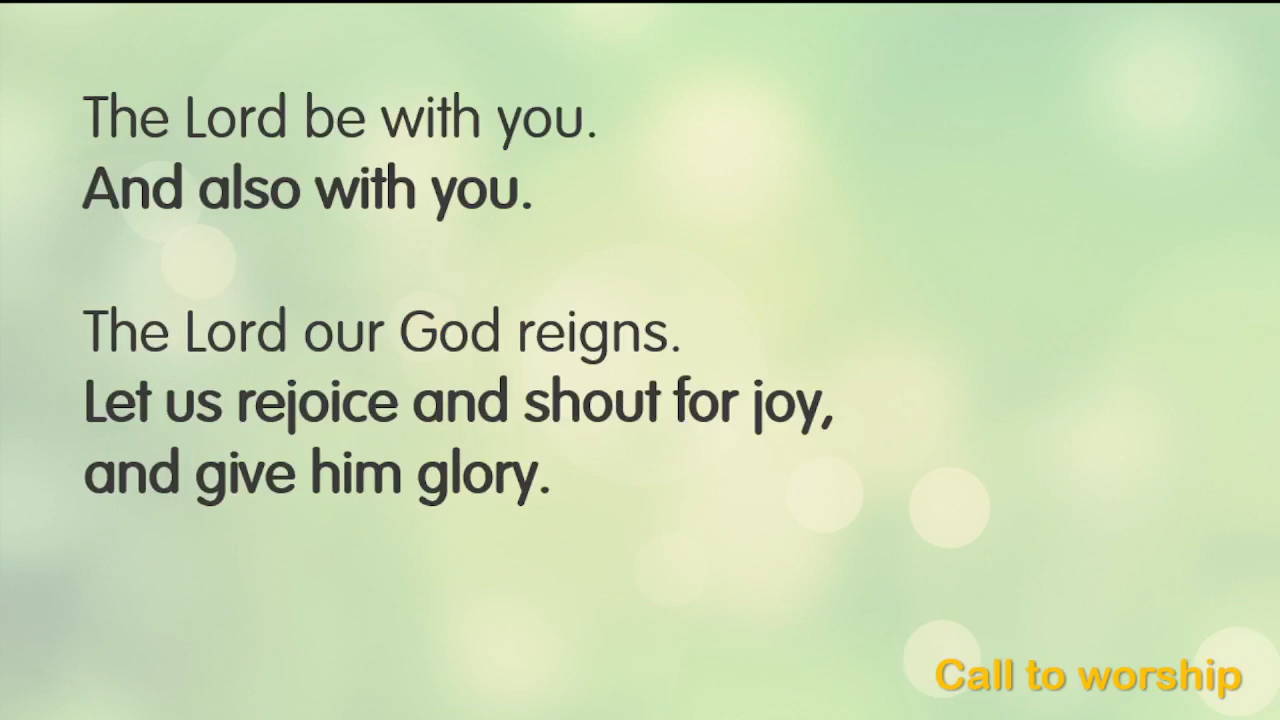 The Lord be with you.
And also with you.
The Lord our God reigns.
Let us rejoice and shout for joy,
and give him glory.
Call to worship